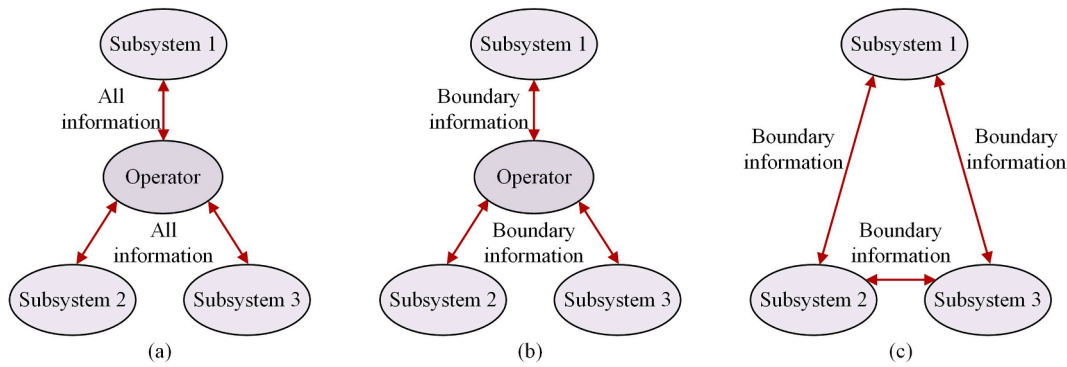 Subsystem 1
All
information
Operator
All
information
Subsystem 2
Subsystem 3
(a)
Subsystem 1
Boundary
information
Operator
Boundary
information
Subsystem 2
Subsystem 3
(b)
Subsystem 1
Boundary
information
Boundary
information
Boundary
information
Subsystem 2
Subsystem 3
(c)